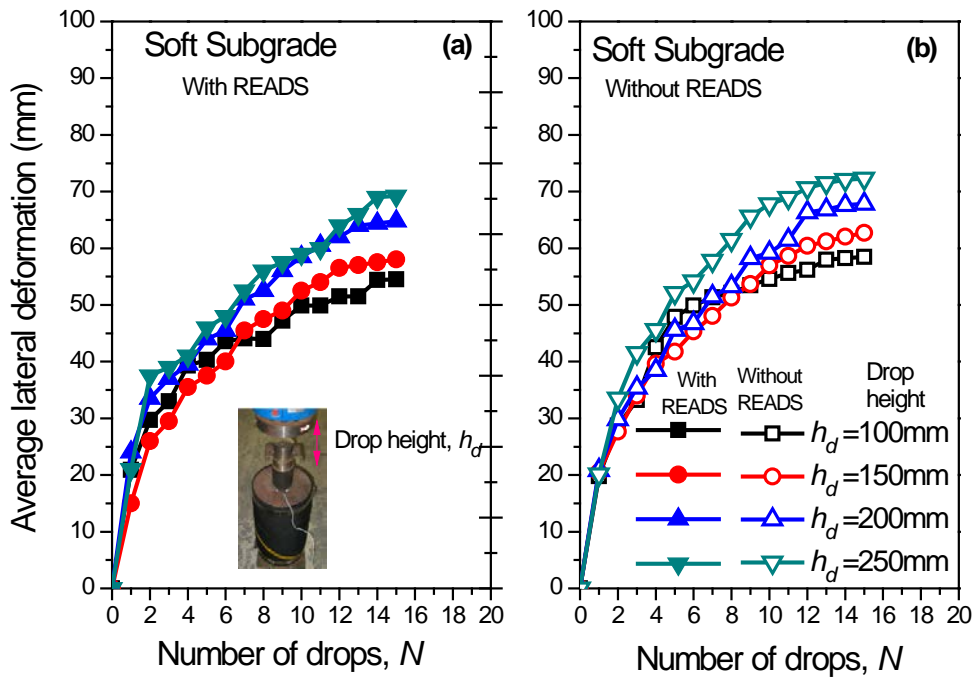 Soft Subgrade
(a)
With READS
Average lateral deformation (mm)
100
90
80
70
60
50
40
30
20
10
0
Drop height, h_d
0 2 4 6 8 10 12 14 16 18 20
Number of drops, N
Soft Subgrade
(b)
Without READS
100
90
80
70
60
50
40
30
20
10
0
With READS
Without READS
Drop height
h_d=100mm
h_d=150mm
h_d=200mm
h_d=250mm
0 2 4 6 8 10 12 14 16 18 20
Number of drops, N